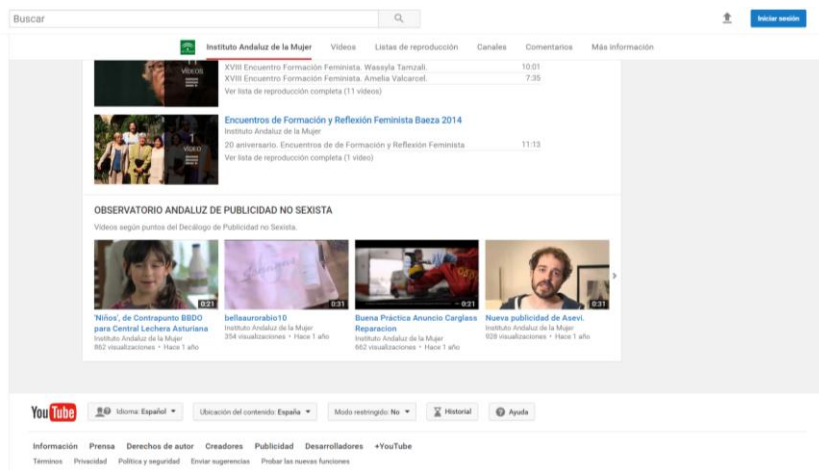 Buscar
Iniciar sesión
Instituto Andaluz de la Mujer Vídeos Listas de reproducción Canales Comentarios Más información
VÍDEOS
XVIII Encuentro Formación Feminista. Wassyla Tamzali. 10:01
XVIII Encuentro Formación Feminista. Amelia Valcarcel. 7:35
Ver lista de reproducción completa (11 vídeos)
Encuentros de Formación y Reflexión Feminista Baeza 2014
Instituto Andaluz de la Mujer
1
VÍDEO
20 aniversario. Encuentros de de Formación y Reflexión Feminista 11:13
Ver lista de reproducción completa (1 vídeo)
OBSERVATORIO ANDALUZ DE PUBLICIDAD NO SEXISTA
Vídeos según puntos del Decálogo de Publicidad no Sexista.
0:21 0:31 0:21 0:31
'Niños', de Contrapunto BBDO
para Central Lechera Asturiana
Instituto Andaluz de la Mujer
862 visualizaciones • Hace 1 año
bellaaurorabio10
Instituto Andaluz de la Mujer
354 visualizaciones • Hace 1 año
Buena Práctica Anuncio Carglass
Reparacion
Instituto Andaluz de la Mujer
662 visualizaciones • Hace 1 año
Nueva publicidad de Asevi.
Instituto Andaluz de la Mujer
928 visualizaciones • Hace 1 año
YouTube Idioma: Español Ubicación del contenido: España Modo restringido: No Historial Ayuda
Información Prensa Derechos de autor Creadores Publicidad Desarrolladores +YouTube
Términos Privacidad Política y seguridad Enviar sugerencias Probar las nuevas funciones